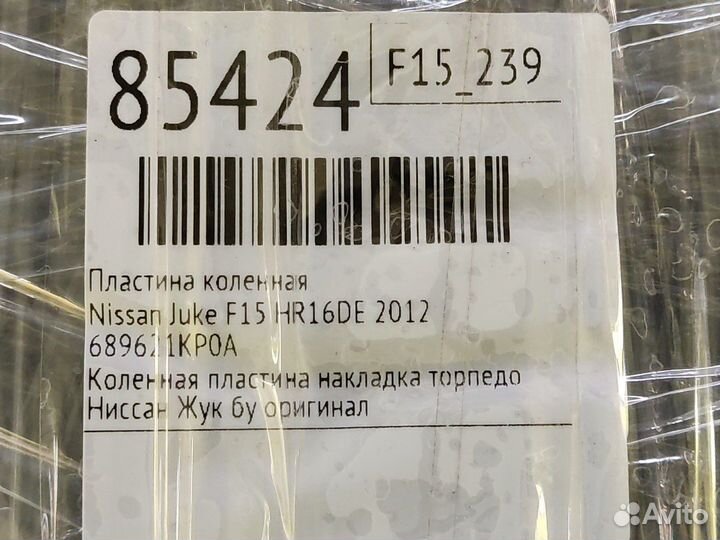 85424
F15_239
Пластина коленная
Nissan Juke F15 HR16DE 2012
689621KP0A
Коленная пластина накладка торпедо
Ниссан Жук бу оригинал
Avito